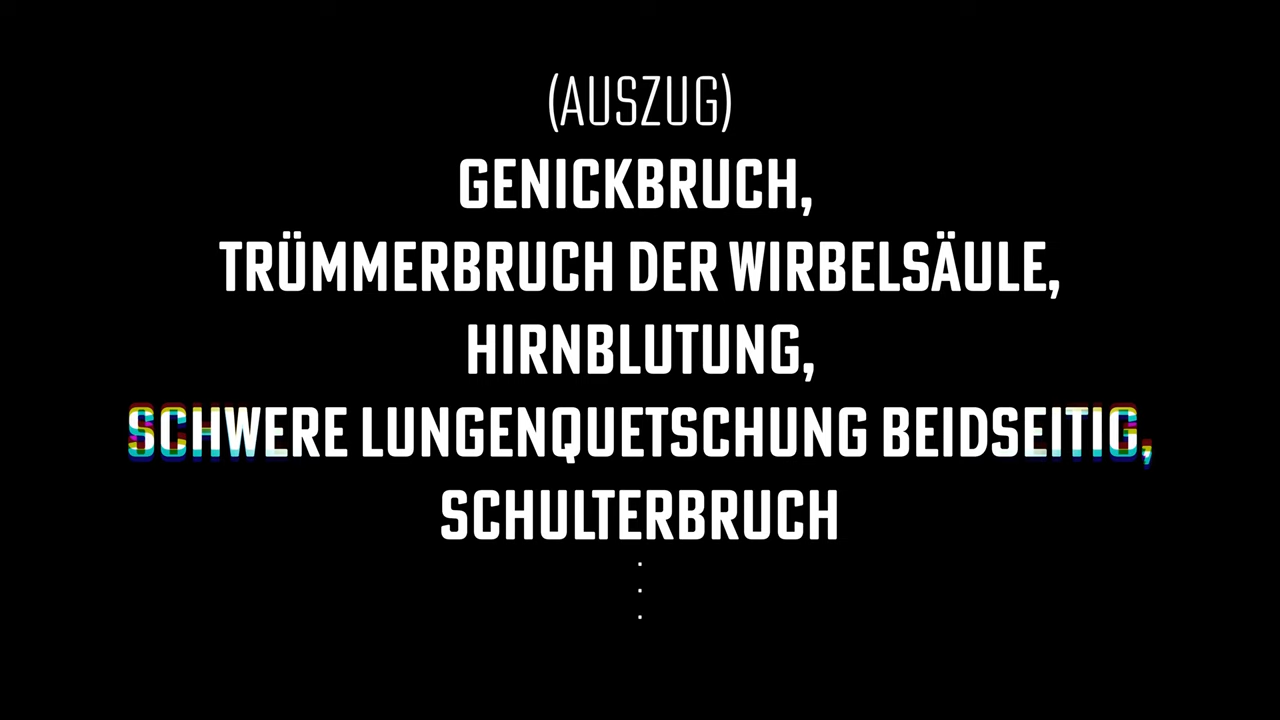 (AUSZUG)
GENICKBRUCH,
TRÜMMERBRUCH DER WIRBELSÄULE,
HIRNBLUTUNG,
SCHWERE LUNGENQUETSCHUNG BEIDSEITIG,
SCHULTERBRUCH
.
.
.